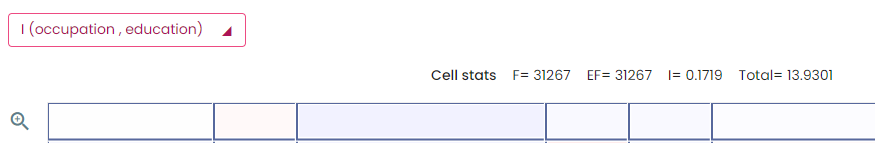 I (occupation , education)
Cell stats F= 31267 EF= 31267 I= 0.1719 Total= 13.9301